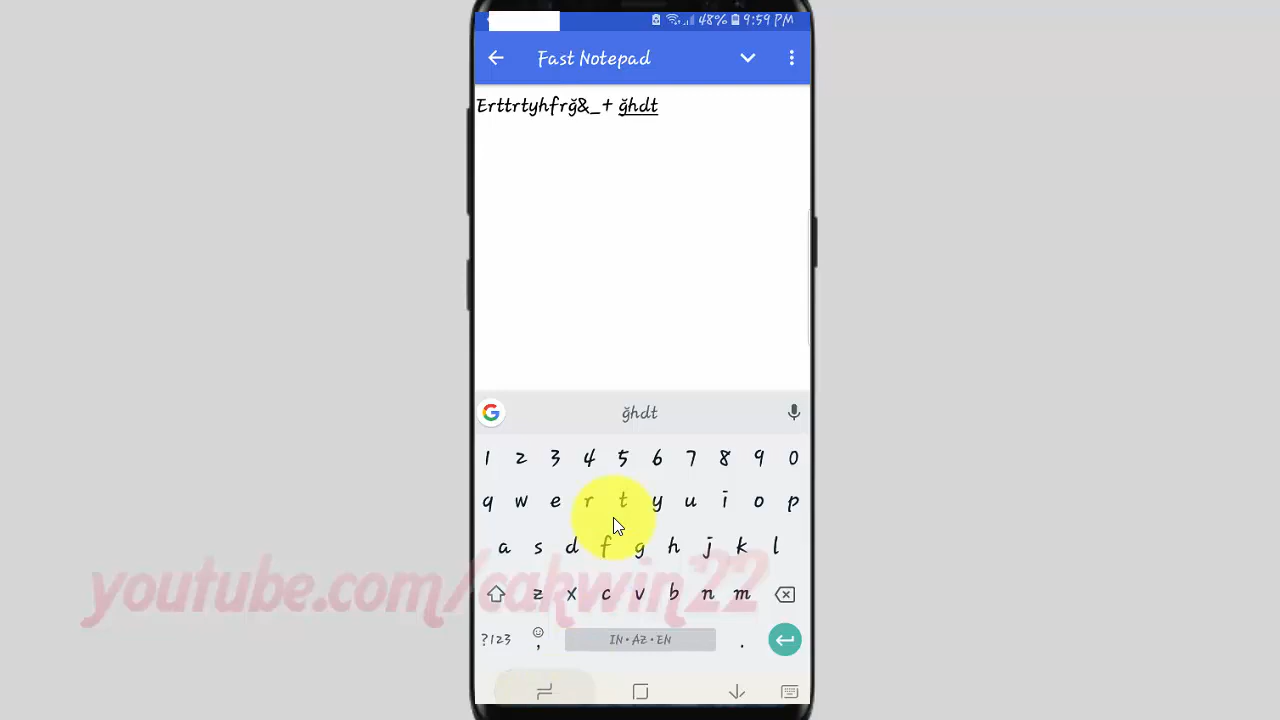 48% 9:59 PM
Fast Notepad
Erttrtyhfrğ&_+ ğhdt
ğhdt
1 2 3 4 5 6 7 8 9 0
q w e r t y u i o p
a s d f g h j k l
youtube.com/cakwin22
z x c v b n m
?123 , IN • AZ • EN .